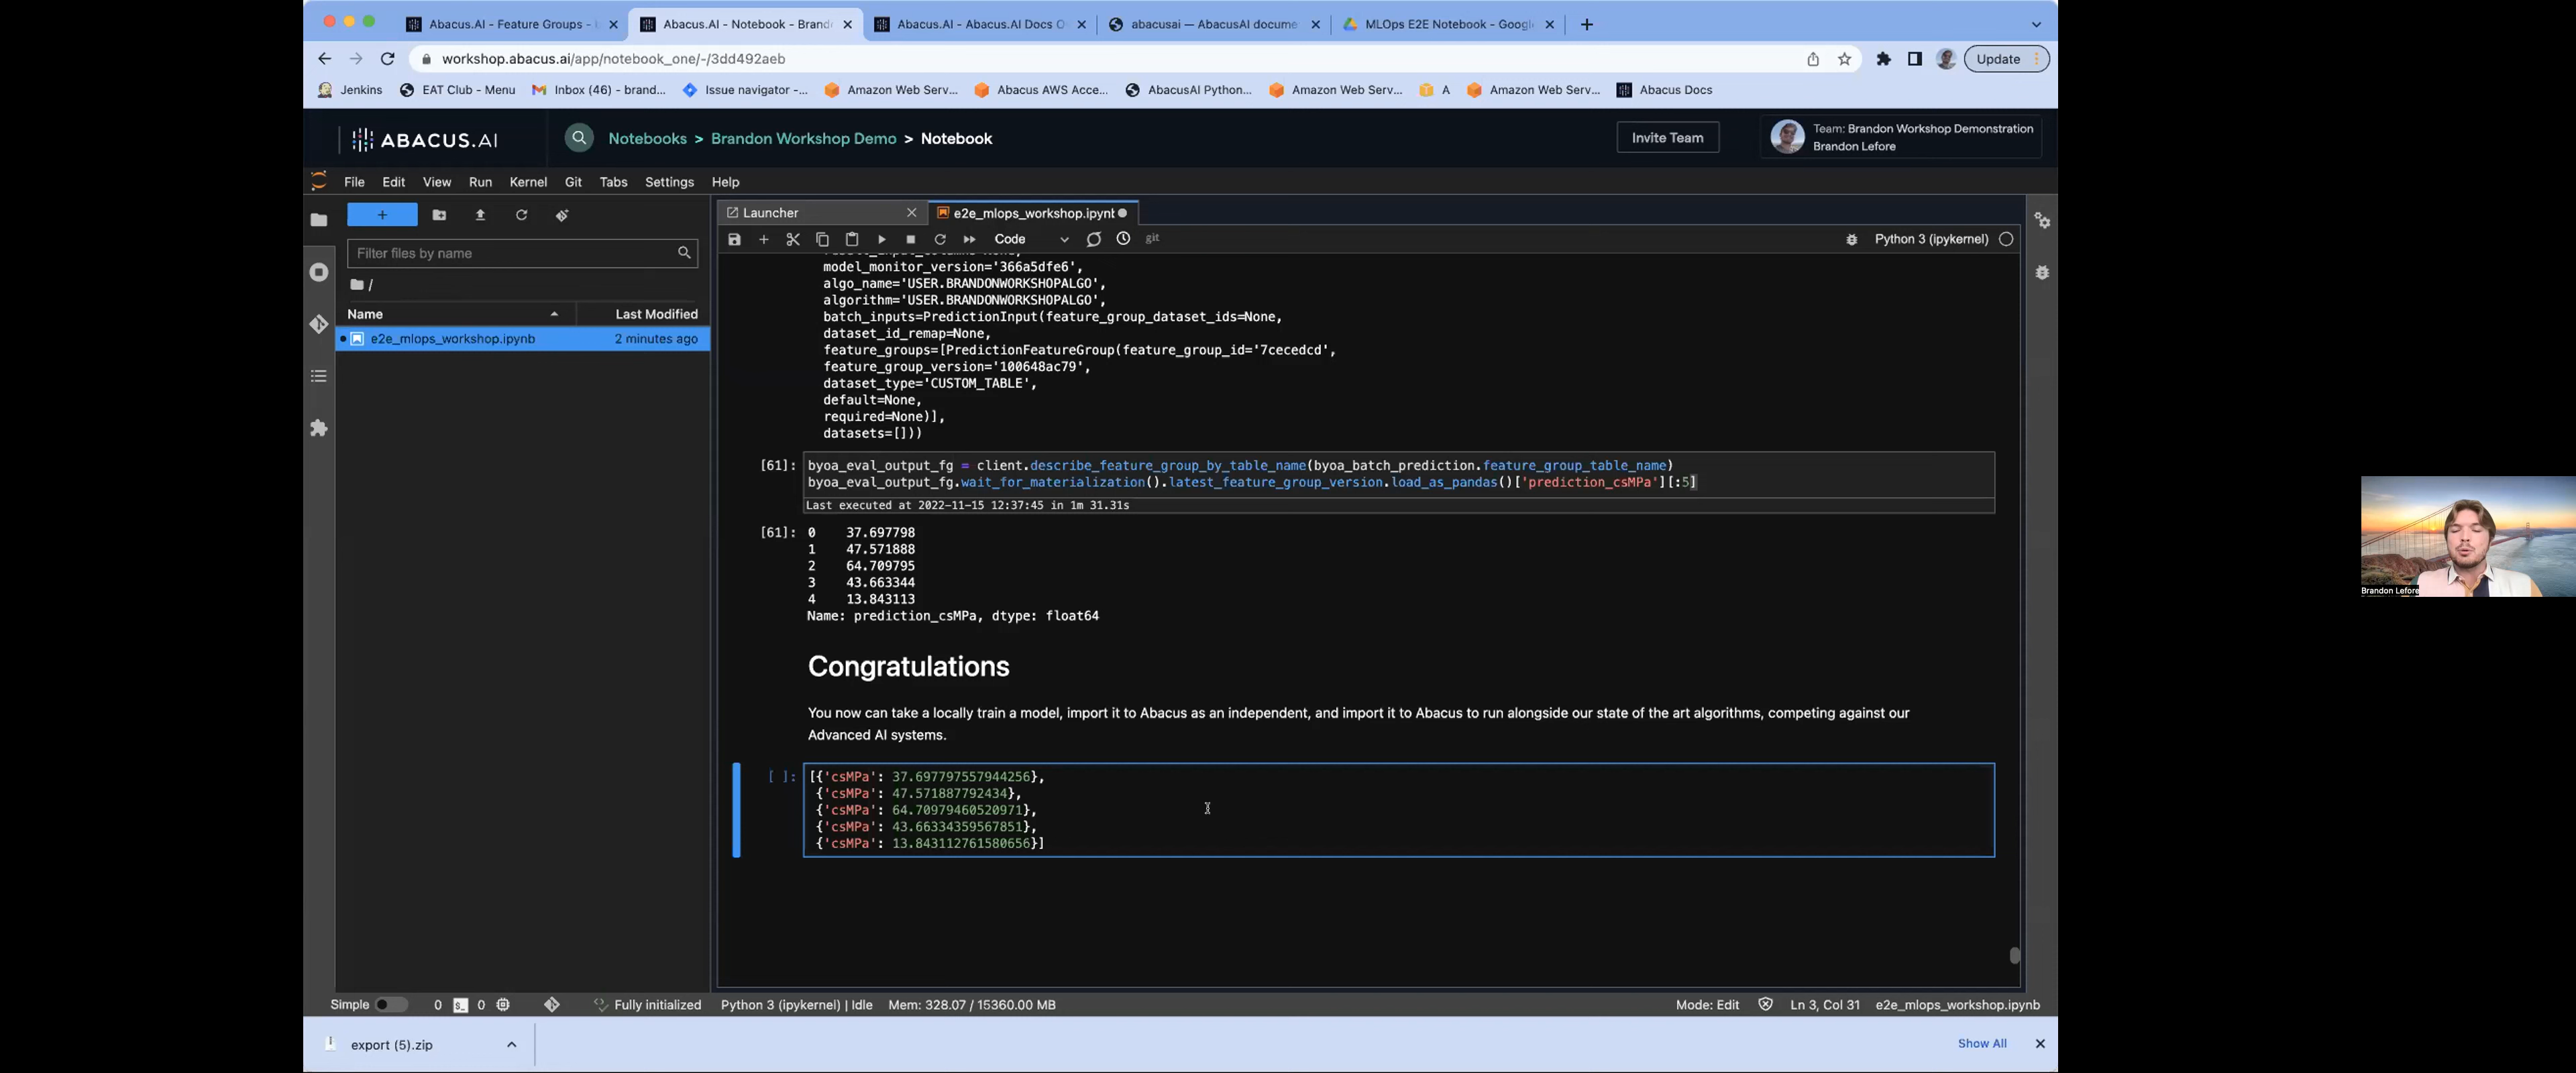 Abacus.AI - Feature Groups -
Abacus.AI - Notebook - Brand
Abacus.AI - Abacus.AI Docs O
abacusai — AbacusAI docume
MLOps E2E Notebook - Googl
workshop.abacus.ai/app/notebook_one/-/3dd492aeb
Update
Jenkins
EAT Club - Menu
Inbox (46) - brand...
Issue navigator -...
Amazon Web Serv...
Abacus AWS Acce...
AbacusAI Python...
Amazon Web Serv...
A
Amazon Web Serv...
Abacus Docs
ABACUS.AI
Notebooks > Brandon Workshop Demo > Notebook
Invite Team
Team: Brandon Workshop Demonstration
Brandon Lefore
File Edit View Run Kernel Git Tabs Settings Help
+
Filter files by name
/
Name
Last Modified
e2e_mlops_workshop.ipynb
2 minutes ago
Launcher
e2e_mlops_workshop.ipynt
Code
git
Python 3 (ipykernel)
model_monitor_version='366a5dfe6',
algo_name='USER.BRANDONWORKSHOPALGO',
algorithm='USER.BRANDONWORKSHOPALGO',
batch_inputs=PredictionInput(feature_group_dataset_ids=None,
dataset_id_remap=None,
feature_groups=[PredictionFeatureGroup(feature_group_id='7cecedcd',
feature_group_version='100648ac79',
dataset_type='CUSTOM_TABLE',
default=None,
required=None)],
datasets=[]))
[61]: byoa_eval_output_fg = client.describe_feature_group_by_table_name(byoa_batch_prediction.feature_group_table_name)
byoa_eval_output_fg.wait_for_materialization().latest_feature_group_version.load_as_pandas()['prediction_csMPa'][:5]
Last executed at 2022-11-15 12:37:45 in 1m 31.31s
[61]: 0 37.697798
1 47.571888
2 64.709795
3 43.663344
4 13.843113
Name: prediction_csMPa, dtype: float64
Congratulations
You now can take a locally train a model, import it to Abacus as an independent, and import it to Abacus to run alongside our state of the art algorithms, competing against our
Advanced AI systems.
[ ]: [{'csMPa': 37.697797557944256},
{'csMPa': 47.571887792434},
{'csMPa': 64.70979460520971},
{'csMPa': 43.66334359567851},
{'csMPa': 13.843112761580656}]
Brandon Lefore
Simple
0
0
Fully initialized
Python 3 (ipykernel) | Idle
Mem: 328.07 / 15360.00 MB
Mode: Edit
Ln 3, Col 31
e2e_mlops_workshop.ipynb
export (5).zip
Show All